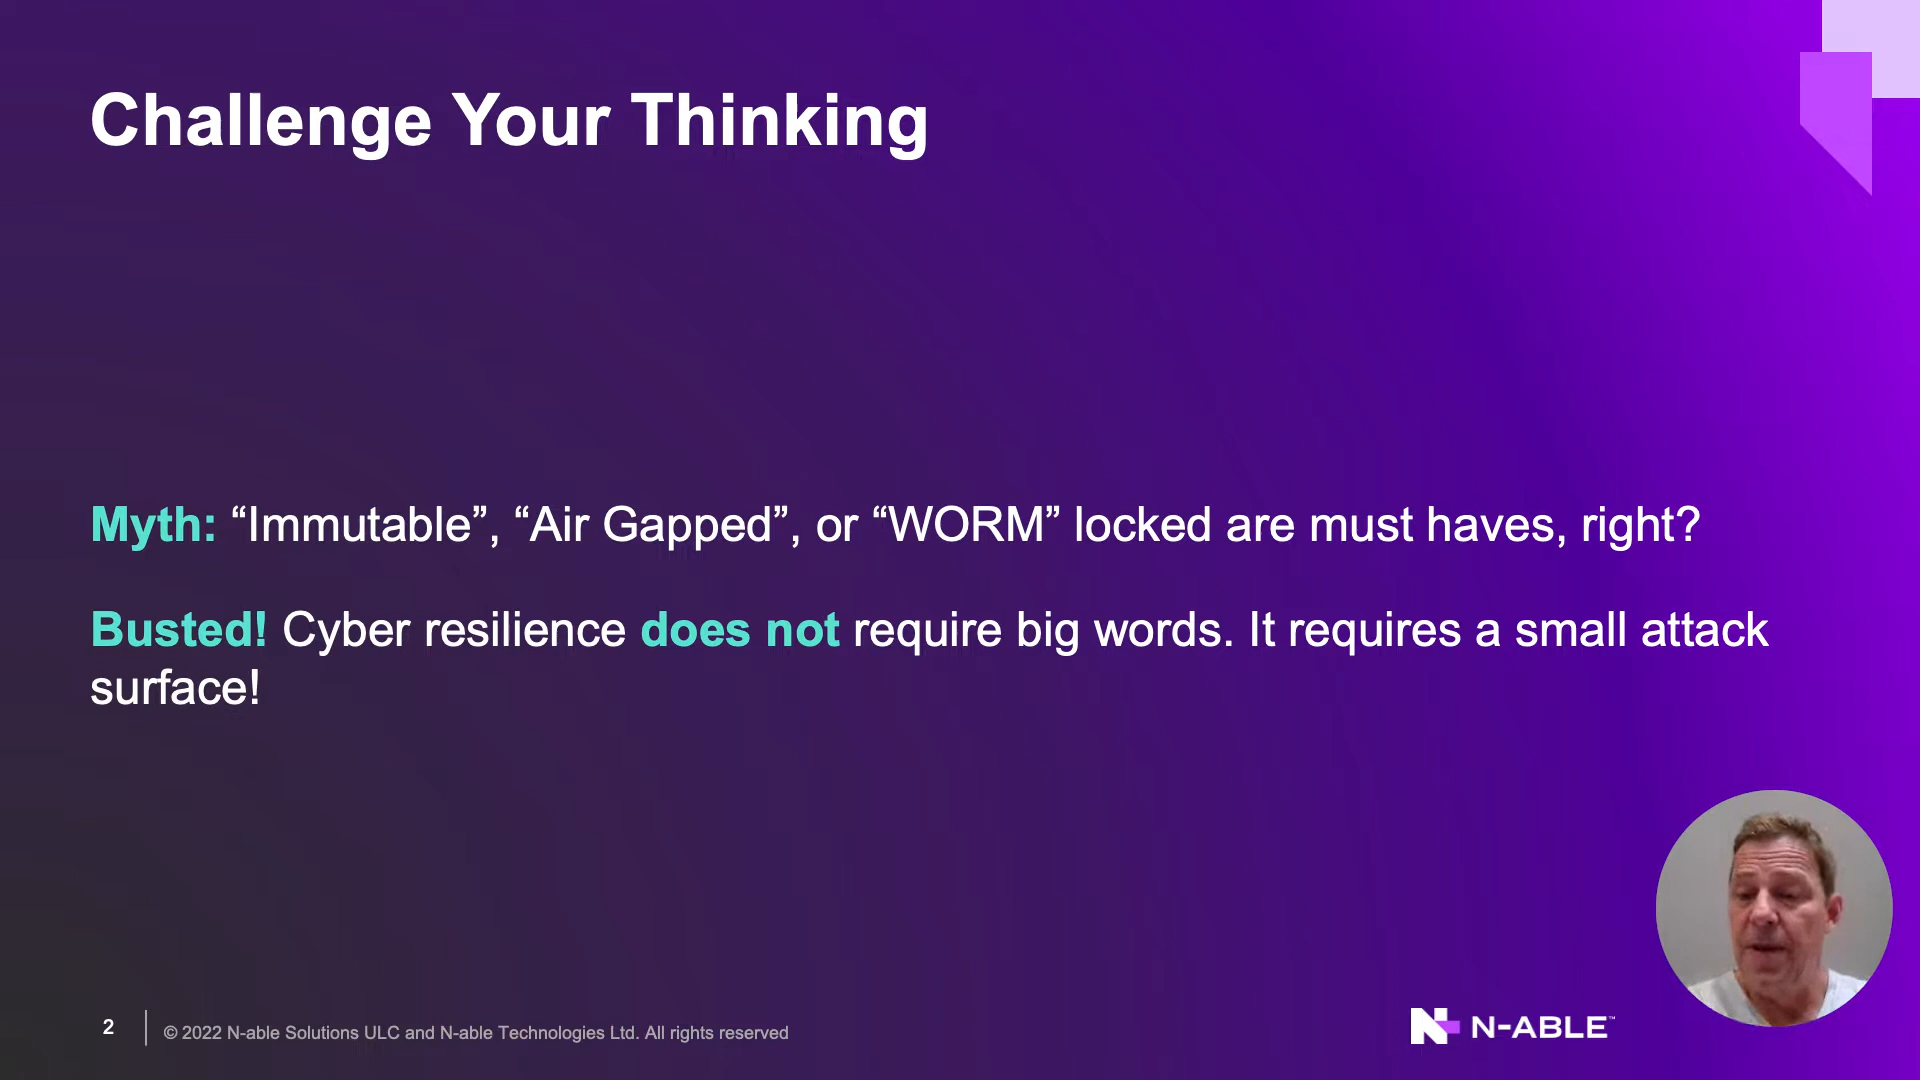 Challenge Your Thinking
Myth: “Immutable”, “Air Gapped”, or “WORM” locked are must haves, right?
Busted! Cyber resilience does not require big words. It requires a small attack
surface!
2
© 2022 N-able Solutions ULC and N-able Technologies Ltd. All rights reserved
N-ABLE™